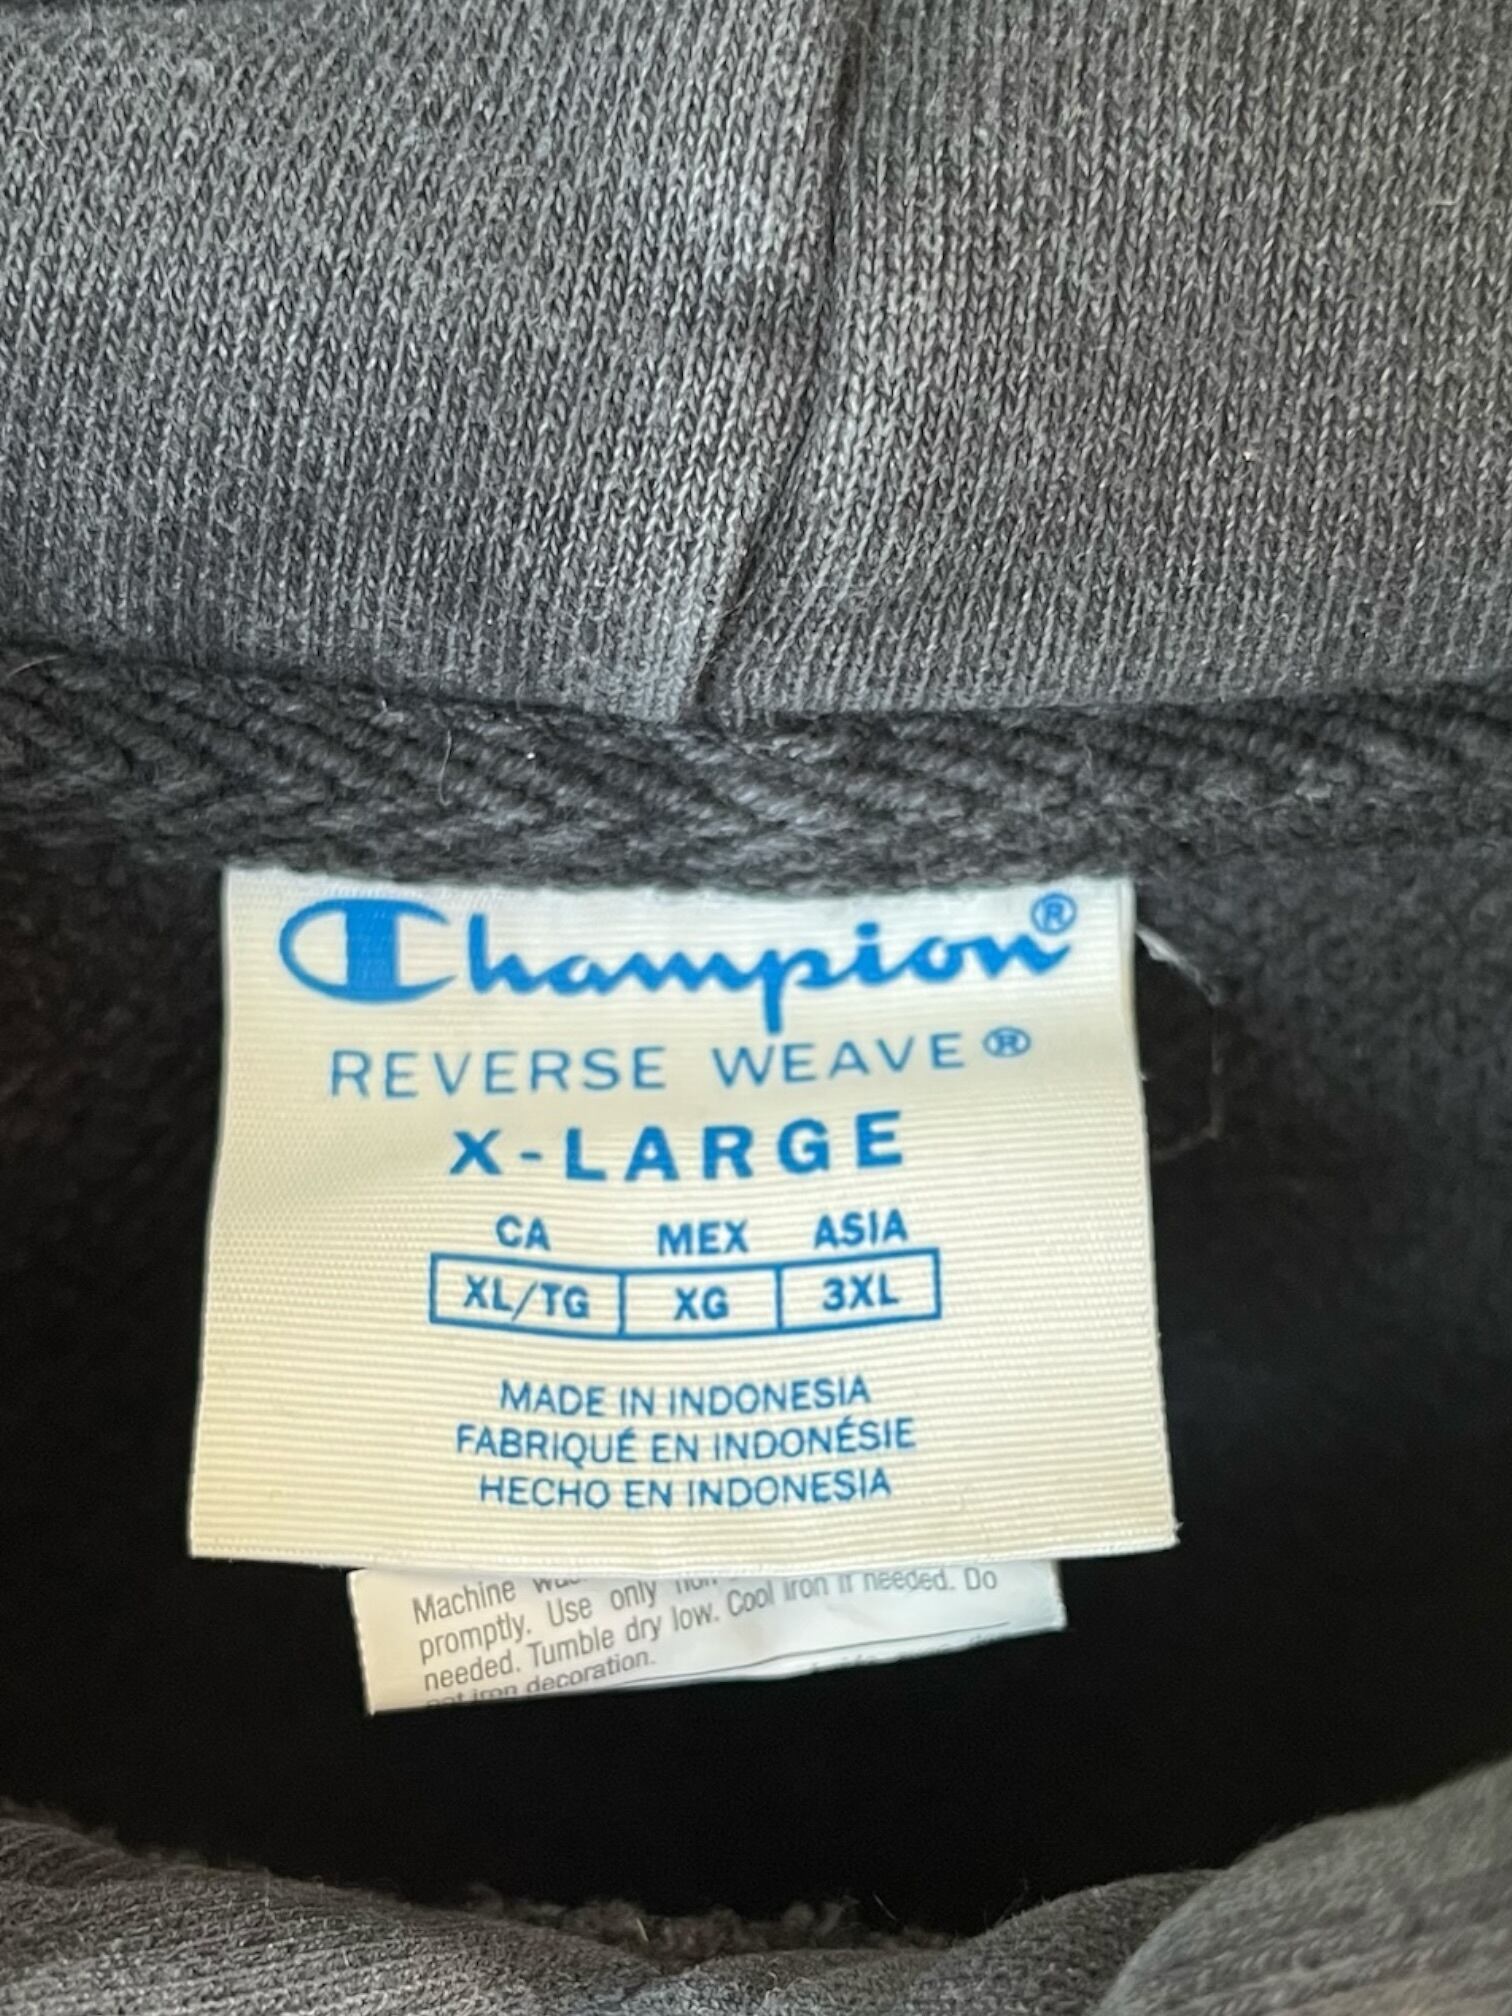 Champion®
REVERSE WEAVE®
X-LARGE
CA MEX ASIA
XL/TG XG 3XL
MADE IN INDONESIA
FABRIQUÉ EN INDONÉSIE
HECHO EN INDONESIA
Machine
promptly. Use only
needed. Tumble dry low. Cool iron if needed. Do
not iron decoration.